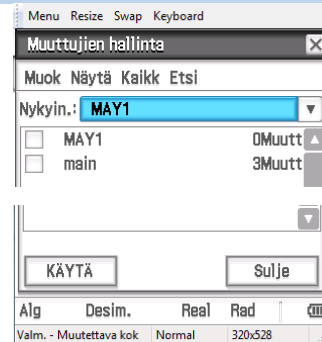 Menu Resize Swap Keyboard
Muuttujien hallinta
Muok Näytä Kaikk Etsi
Nykyin.: MAY1
MAY1 0Muutt
main 3Muutt
KÄYTÄ Sulje
Alg Desim. Real Rad
Valm. - Muutettava kok Normal 320x528